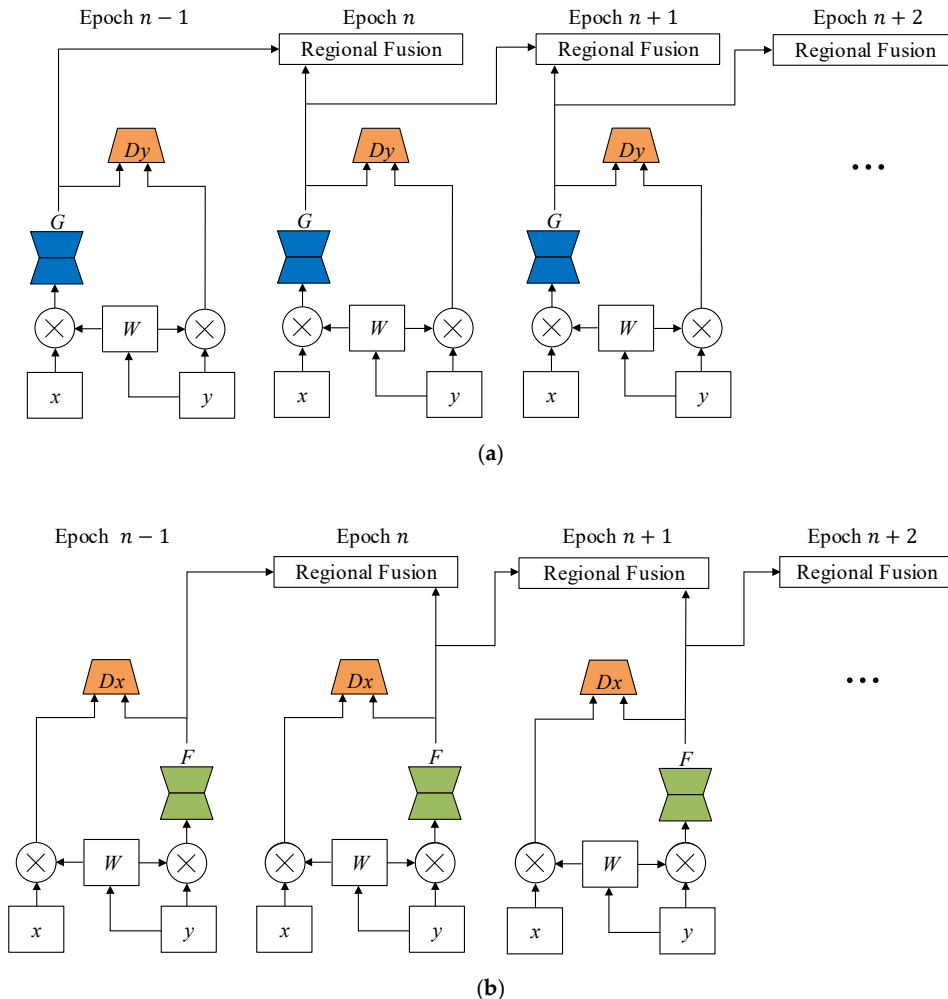 Epoch n − 1 Epoch n Epoch n + 1 Epoch n + 2
Regional Fusion Regional Fusion Regional Fusion
Dy Dy Dy
...
G G G
W W W
x y x y x y
(a)
Epoch n − 1 Epoch n Epoch n + 1 Epoch n + 2
Regional Fusion Regional Fusion Regional Fusion
Dx Dx Dx
...
F F F
W W W
x y x y x y
(b)